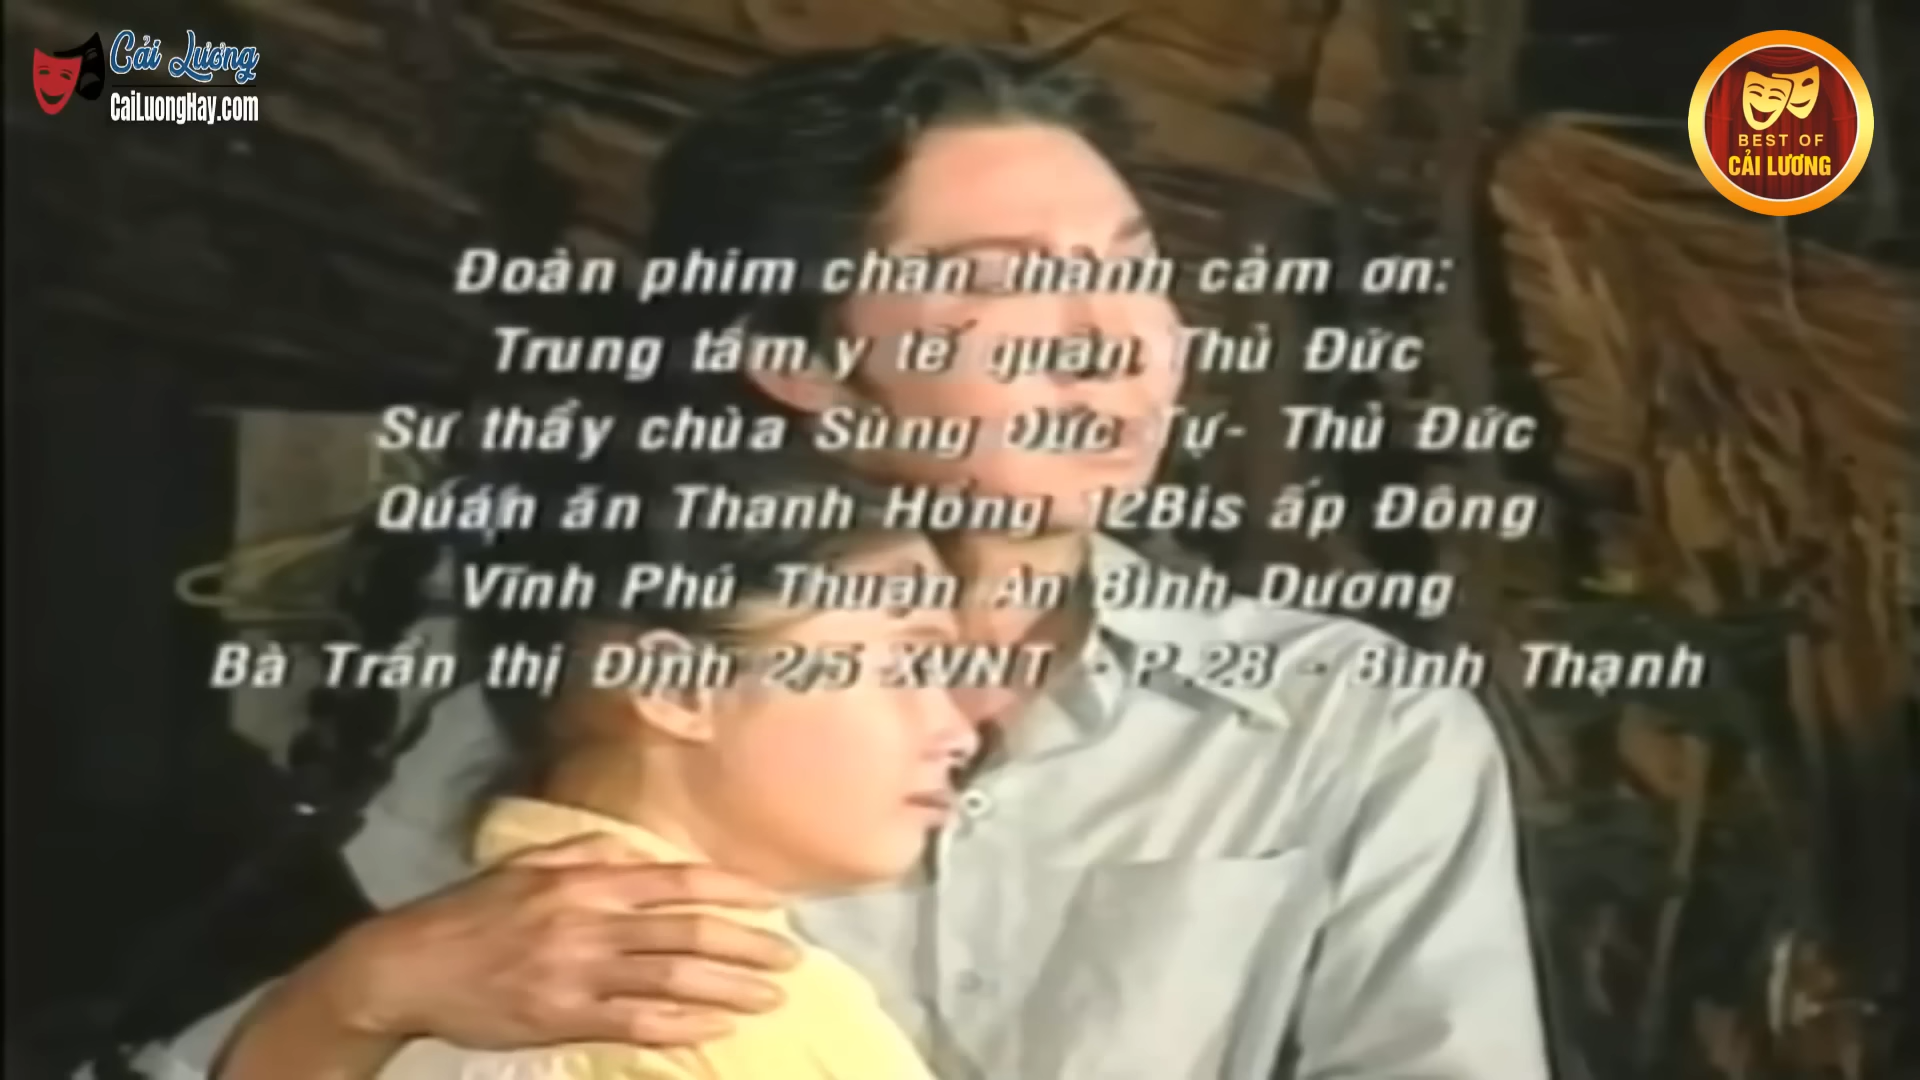 Cải Lương
CaiLuongHay.com
BEST OF
CẢI LƯƠNG
Đoàn phim chân thành cảm ơn:
Trung tâm y tế quận Thủ Đức
Sư thầy chùa Sùng Đức Tự- Thủ Đức
Quán ăn Thanh Hồng 12Bis ấp Đông
Vĩnh Phú Thuận An Bình Dương
Bà Trần thị Định 2/5 XVNT - P.28 - Bình Thạnh